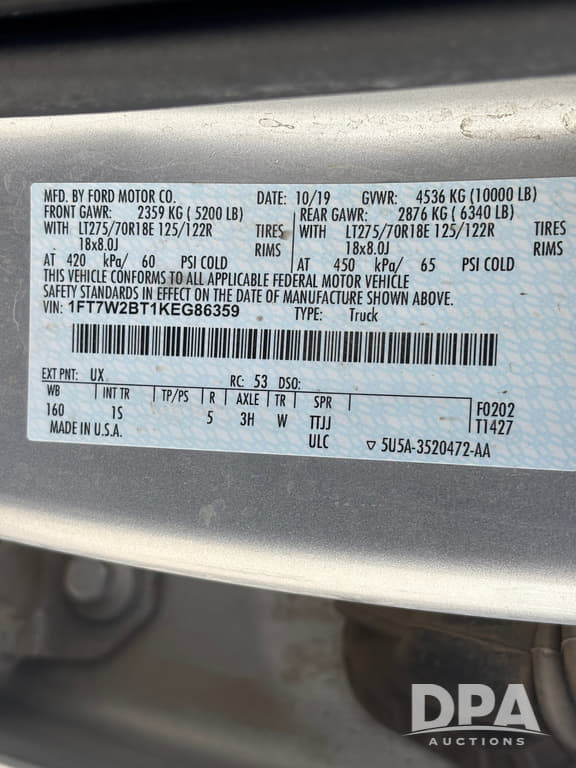 MFD. BY FORD MOTOR CO. DATE: 10/19 GVWR: 4536 KG (10000 LB)
FRONT GAWR: 2359 KG ( 5200 LB) REAR GAWR: 2876 KG ( 6340 LB)
WITH LT275/70R18E 125/122R TIRES WITH LT275/70R18E 125/122R TIRES
18x8.0J RIMS 18x8.0J RIMS
AT 420 kPa/ 60 PSI COLD AT 450 kPa/ 65 PSI COLD
THIS VEHICLE CONFORMS TO ALL APPLICABLE FEDERAL MOTOR VEHICLE
SAFETY STANDARDS IN EFFECT ON THE DATE OF MANUFACTURE SHOWN ABOVE.
VIN: 1FT7W2BT1KEG86359 TYPE: Truck
EXT PNT: UX RC: 53 DSO:
WB INT TR TP/PS R AXLE TR SPR F0202
160 1S 5 3H W TTJJ T1427
MADE IN U.S.A. ULC ▽ 5U5A-3520472-AA
DPA
AUCTIONS